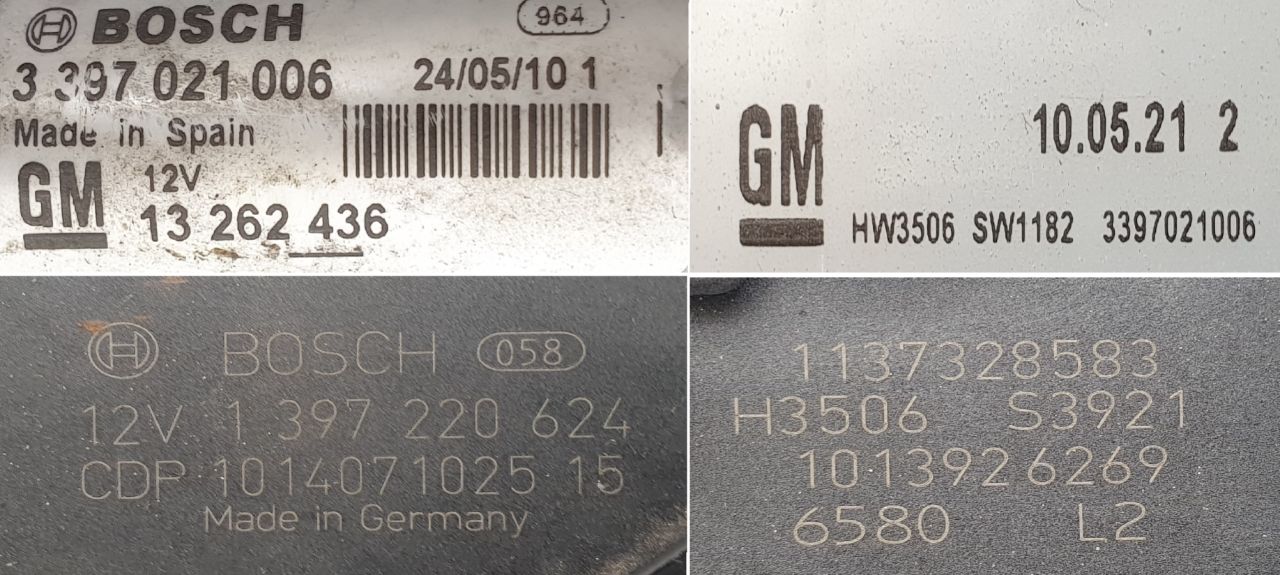 BOSCH 964
3 397 021 006 24/05/10 1
Made in Spain
GM 12V
13 262 436
GM 10.05.21 2
HW3506 SW1182 3397021006
BOSCH 058
12V 1 397 220 624
CDP 1014071025 15
Made in Germany
1137328583
H3506 S3921
1013926269
6580 L2